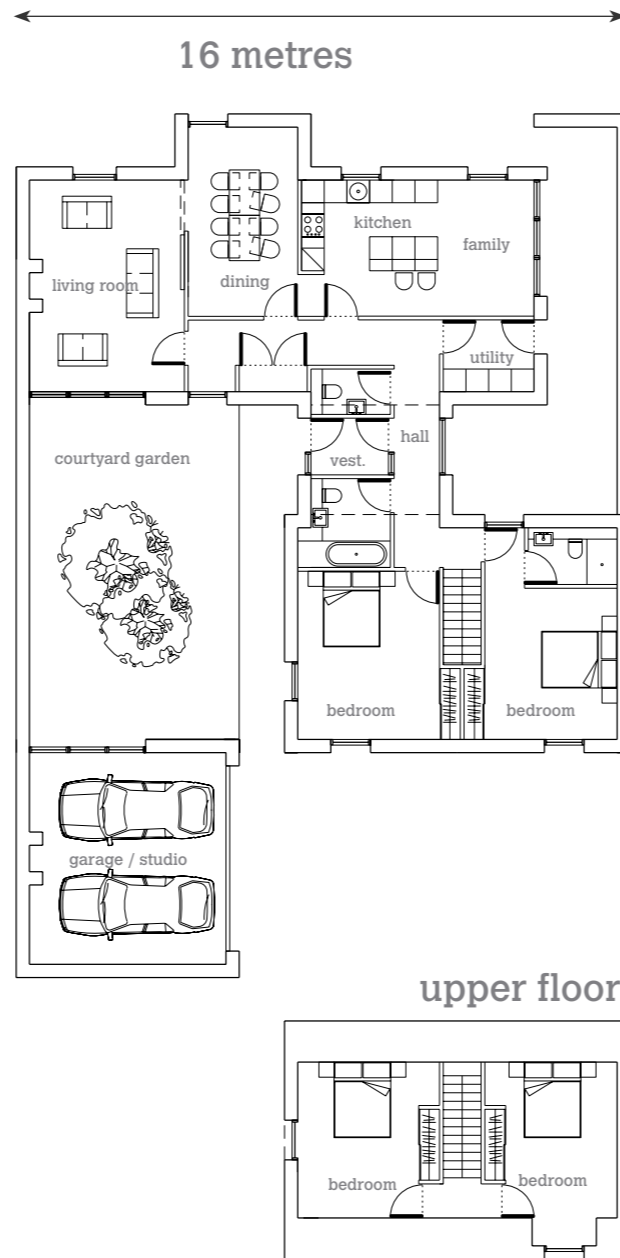 16 metres
kitchen
family
dining
living room
utility
hall
courtyard garden
vest.
bedroom
bedroom
garage / studio
upper floor
bedroom
bedroom